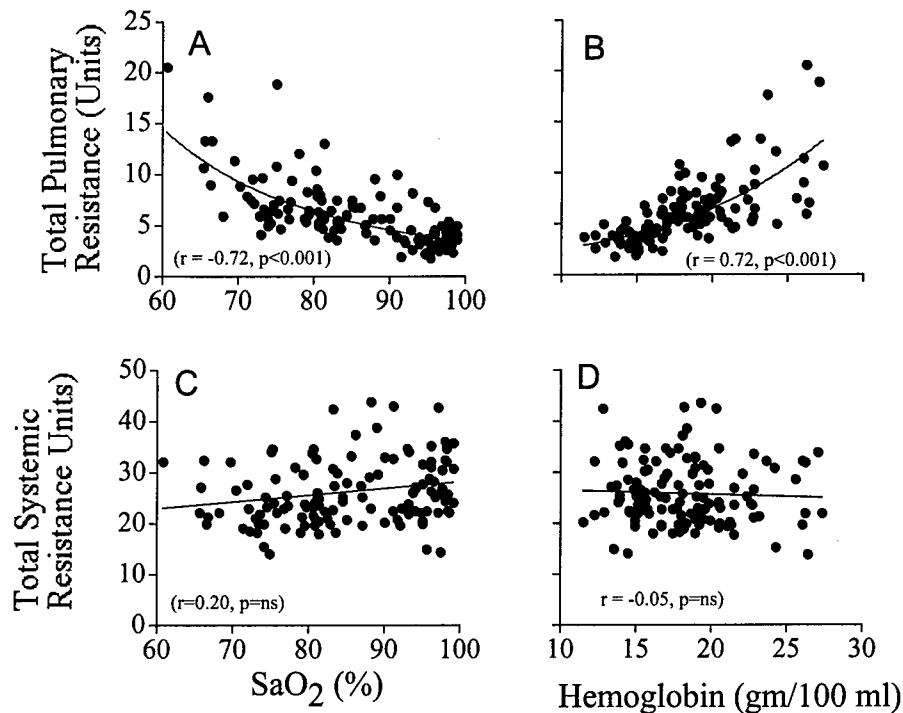 Total Pulmonary
Resistance (Units)
25
20
15
10
5
0
A
(r = -0.72, p<0.001)
60 70 80 90 100
B
(r = 0.72, p<0.001)
Total Systemic
Resistance Units)
50
40
30
20
10
0
C
(r=0.20, p=ns)
60 70 80 90 100
SaO2 (%)
D
r = -0.05, p=ns)
10 15 20 25 30
Hemoglobin (gm/100 ml)